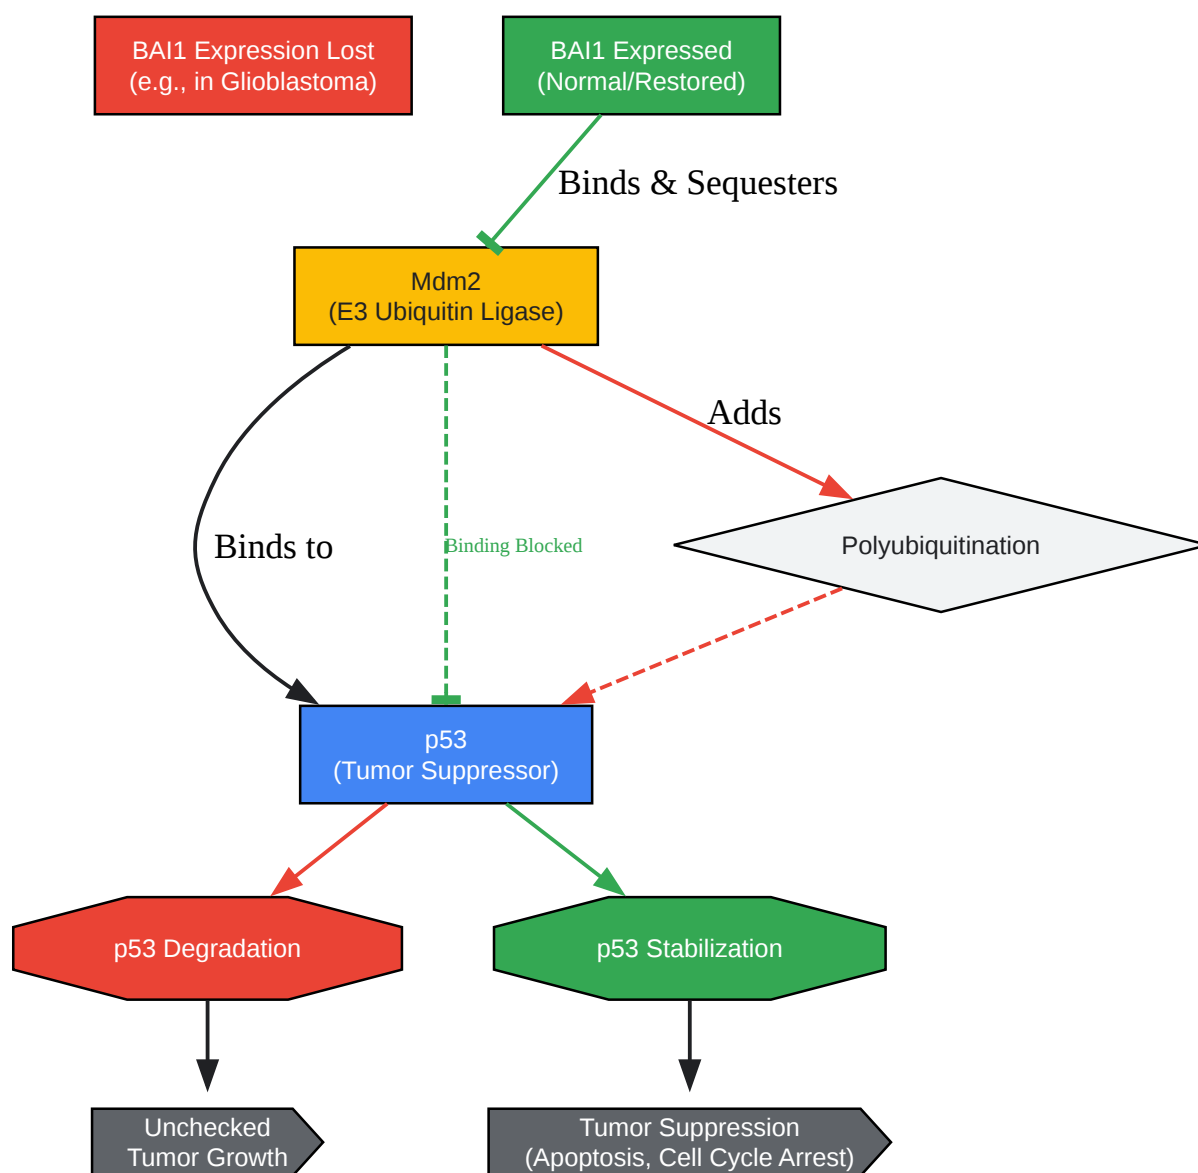 BAI1 Expression Lost
(e.g., in Glioblastoma)
BAI1 Expressed
(Normal/Restored)
Binds & Sequesters
Mdm2
(E3 Ubiquitin Ligase)
Adds
Binds to
Binding Blocked
Polyubiquitination
p53
(Tumor Suppressor)
p53 Degradation
p53 Stabilization
Unchecked
Tumor Growth
Tumor Suppression
(Apoptosis, Cell Cycle Arrest)